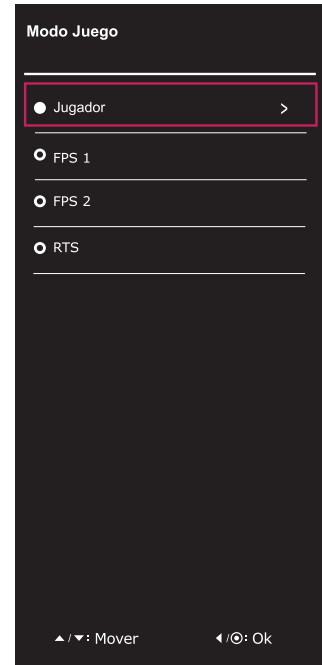 Modo Juego
Jugador >
FPS 1
FPS 2
RTS
▲/▼: Mover ◀/⦿: Ok